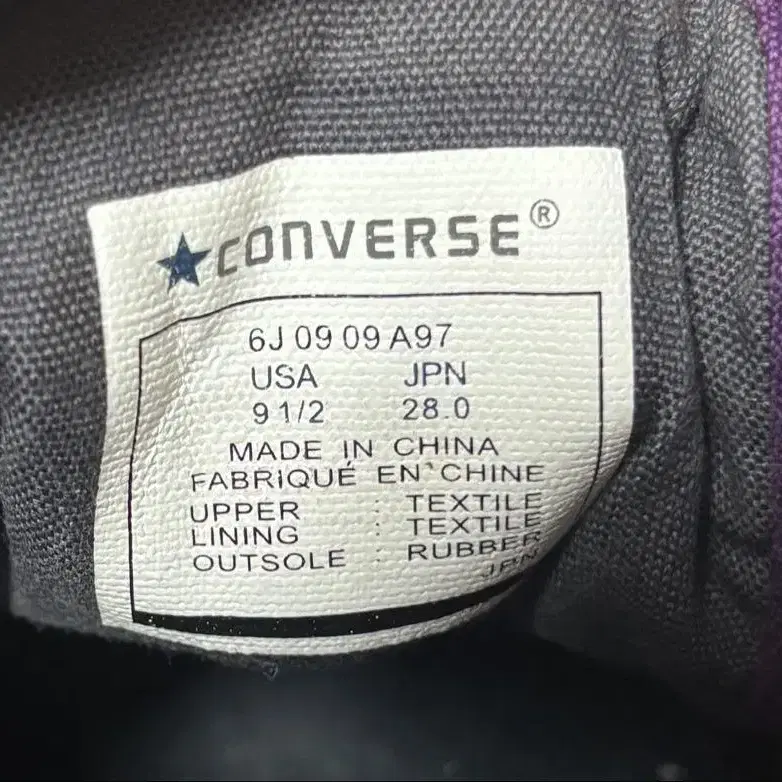 ★CONVERSE®
6J 09 09 A97
USA JPN
9 1/2 28.0
MADE IN CHINA
FABRIQUÉ EN CHINE
UPPER : TEXTILE
LINING : TEXTILE
OUTSOLE : RUBBER
JPN